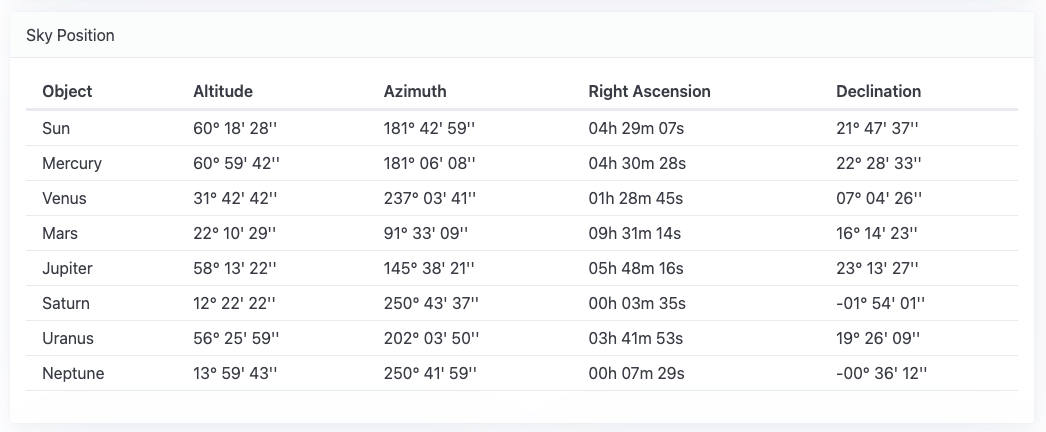 Sky Position
Object Altitude Azimuth Right Ascension Declination
Sun 60° 18' 28'' 181° 42' 59'' 04h 29m 07s 21° 47' 37''
Mercury 60° 59' 42'' 181° 06' 08'' 04h 30m 28s 22° 28' 33''
Venus 31° 42' 42'' 237° 03' 41'' 01h 28m 45s 07° 04' 26''
Mars 22° 10' 29'' 91° 33' 09'' 09h 31m 14s 16° 14' 23''
Jupiter 58° 13' 22'' 145° 38' 21'' 05h 48m 16s 23° 13' 27''
Saturn 12° 22' 22'' 250° 43' 37'' 00h 03m 35s -01° 54' 01''
Uranus 56° 25' 59'' 202° 03' 50'' 03h 41m 53s 19° 26' 09''
Neptune 13° 59' 43'' 250° 41' 59'' 00h 07m 29s -00° 36' 12''